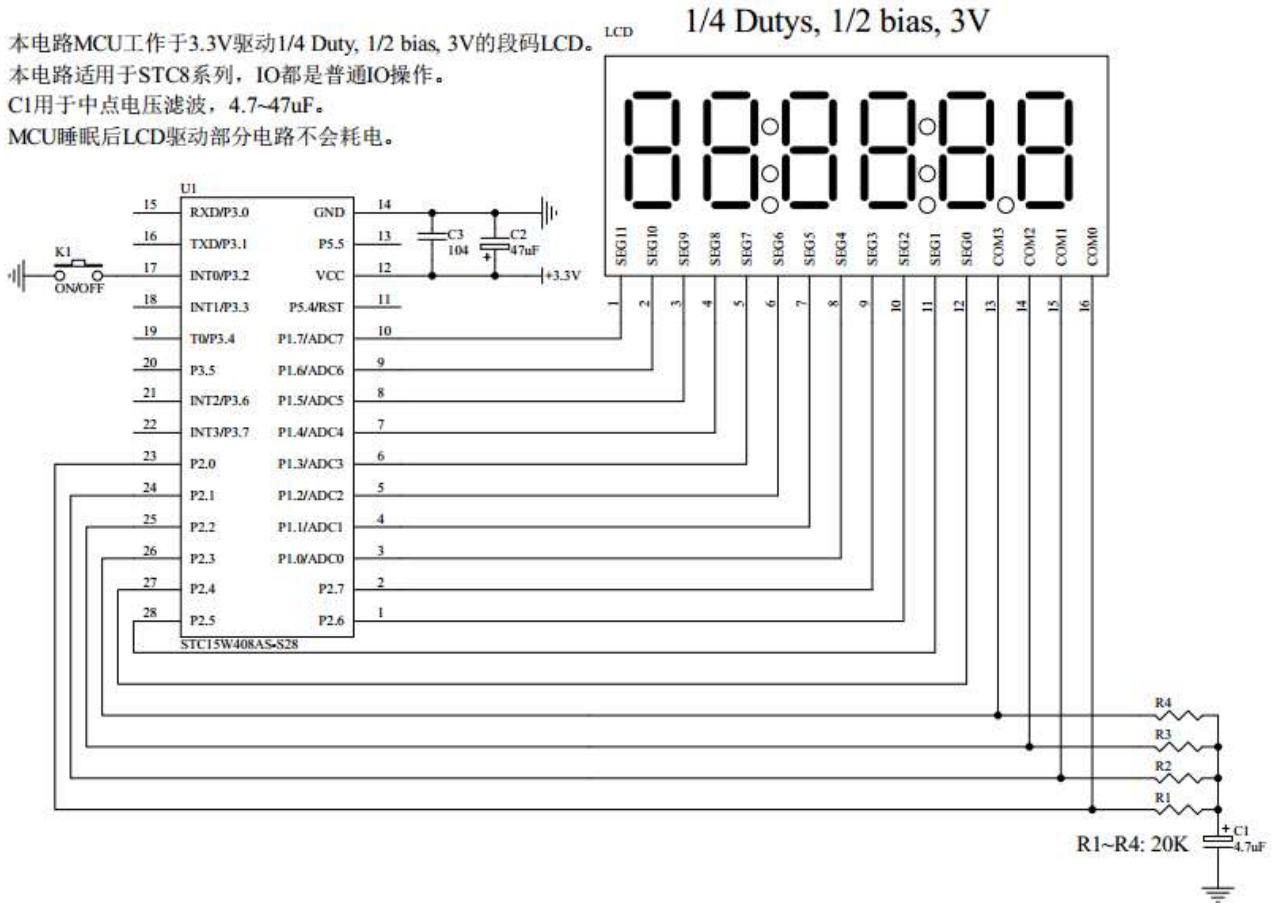 1/4 Dutys, 1/2 bias, 3V
LCD
本电路MCU工作于3.3V驱动1/4 Duty, 1/2 bias, 3V的段码LCD。
本电路适用于STC8系列，IO都是普通IO操作。
C1用于中点电压滤波，4.7~47uF。
MCU睡眠后LCD驱动部分电路不会耗电。
SEG11
SEG10
SEG9
SEG8
SEG7
SEG6
SEG5
SEG4
SEG3
SEG2
SEG1
SEG0
COM3
COM2
COM1
COM0
1
2
3
4
5
6
7
8
9
10
11
12
13
14
15
16
U1
15 RXD/P3.0 GND 14
16 TXD/P3.1 P5.5 13
17 INT0/P3.2 VCC 12
18 INT1/P3.3 P5.4/RST 11
19 T0/P3.4 P1.7/ADC7 10
20 P3.5 P1.6/ADC6 9
21 INT2/P3.6 P1.5/ADC5 8
22 INT3/P3.7 P1.4/ADC4 7
23 P2.0 P1.3/ADC3 6
24 P2.1 P1.2/ADC2 5
25 P2.2 P1.1/ADC1 4
26 P2.3 P1.0/ADC0 3
27 P2.4 P2.7 2
28 P2.5 P2.6 1
STC15W408AS-S28
K1
ON/OFF
C3
104
C2
+
47uF
+3.3V
R4
R3
R2
R1
R1~R4: 20K
+ C1
4.7uF